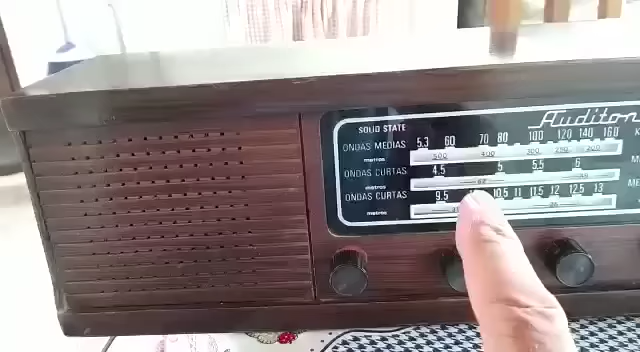 Auditon
SOLID STATE
ONDAS MEDIAS 5.3 60 70 80 100 120 140 160 K
metros 500 400 300 250 200
ONDAS CURTAS 4.5 5 5.5 6 M
metros 62 49
ONDAS CURTAS 9.5 10.5 11 11.5 12 12.5 13
metros